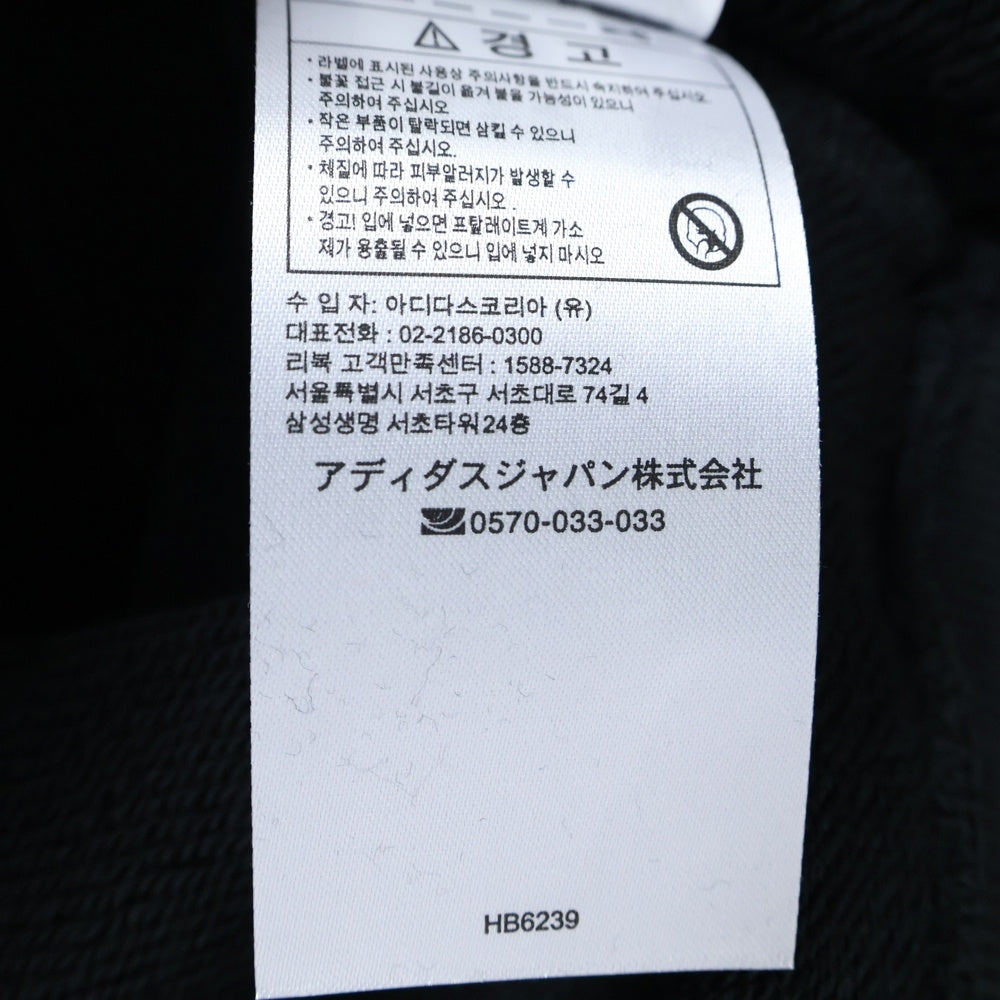 경 고
· 라벨에 표시된 사용상 주의사항을 반드시 숙지하여 주십시오.
· 불꽃 접근 시 불길이 옮겨 붙을 가능성이 있으니
주의하여 주십시오
· 작은 부품이 탈락되면 삼킬 수 있으니
주의하여 주십시오.
· 체질에 따라 피부알러지가 발생할 수
있으니 주의하여 주십시오.
· 경고! 입에 넣으면 프탈레이트계 가소
제가 용출될 수 있으니 입에 넣지 마시오
수 입 자: 아디다스코리아 (유)
대표전화 : 02-2186-0300
리복 고객만족센터 : 1588-7324
서울특별시 서초구 서초대로 74길 4
삼성생명 서초타워24층
アディダスジャパン株式会社
0570-033-033
HB6239